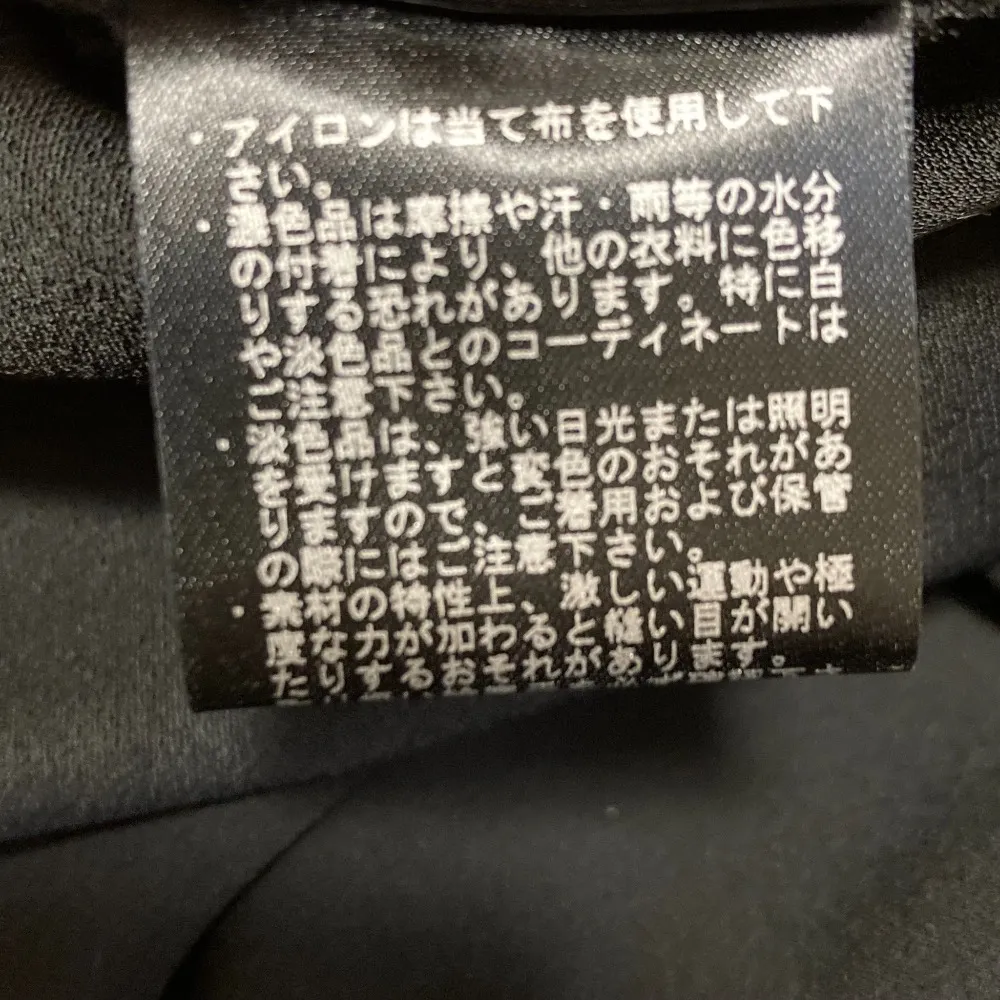 ・アイロンは当て布を使用して下
さい。
・濃色品は摩擦や汗・雨等の水分
の付着により、他の衣料に色移
りする恐れがあります。特に白
や淡色品とのコーディネートは
ご注意下さい。
・淡色品は、強い日光または照明
を受けますと変色のおそれがあ
りますので、ご着用および保管
の際にはご注意下さい。
・素材の特性上、激しい運動や極
度な力が加わると縫い目が開い
たりするおそれがあります。